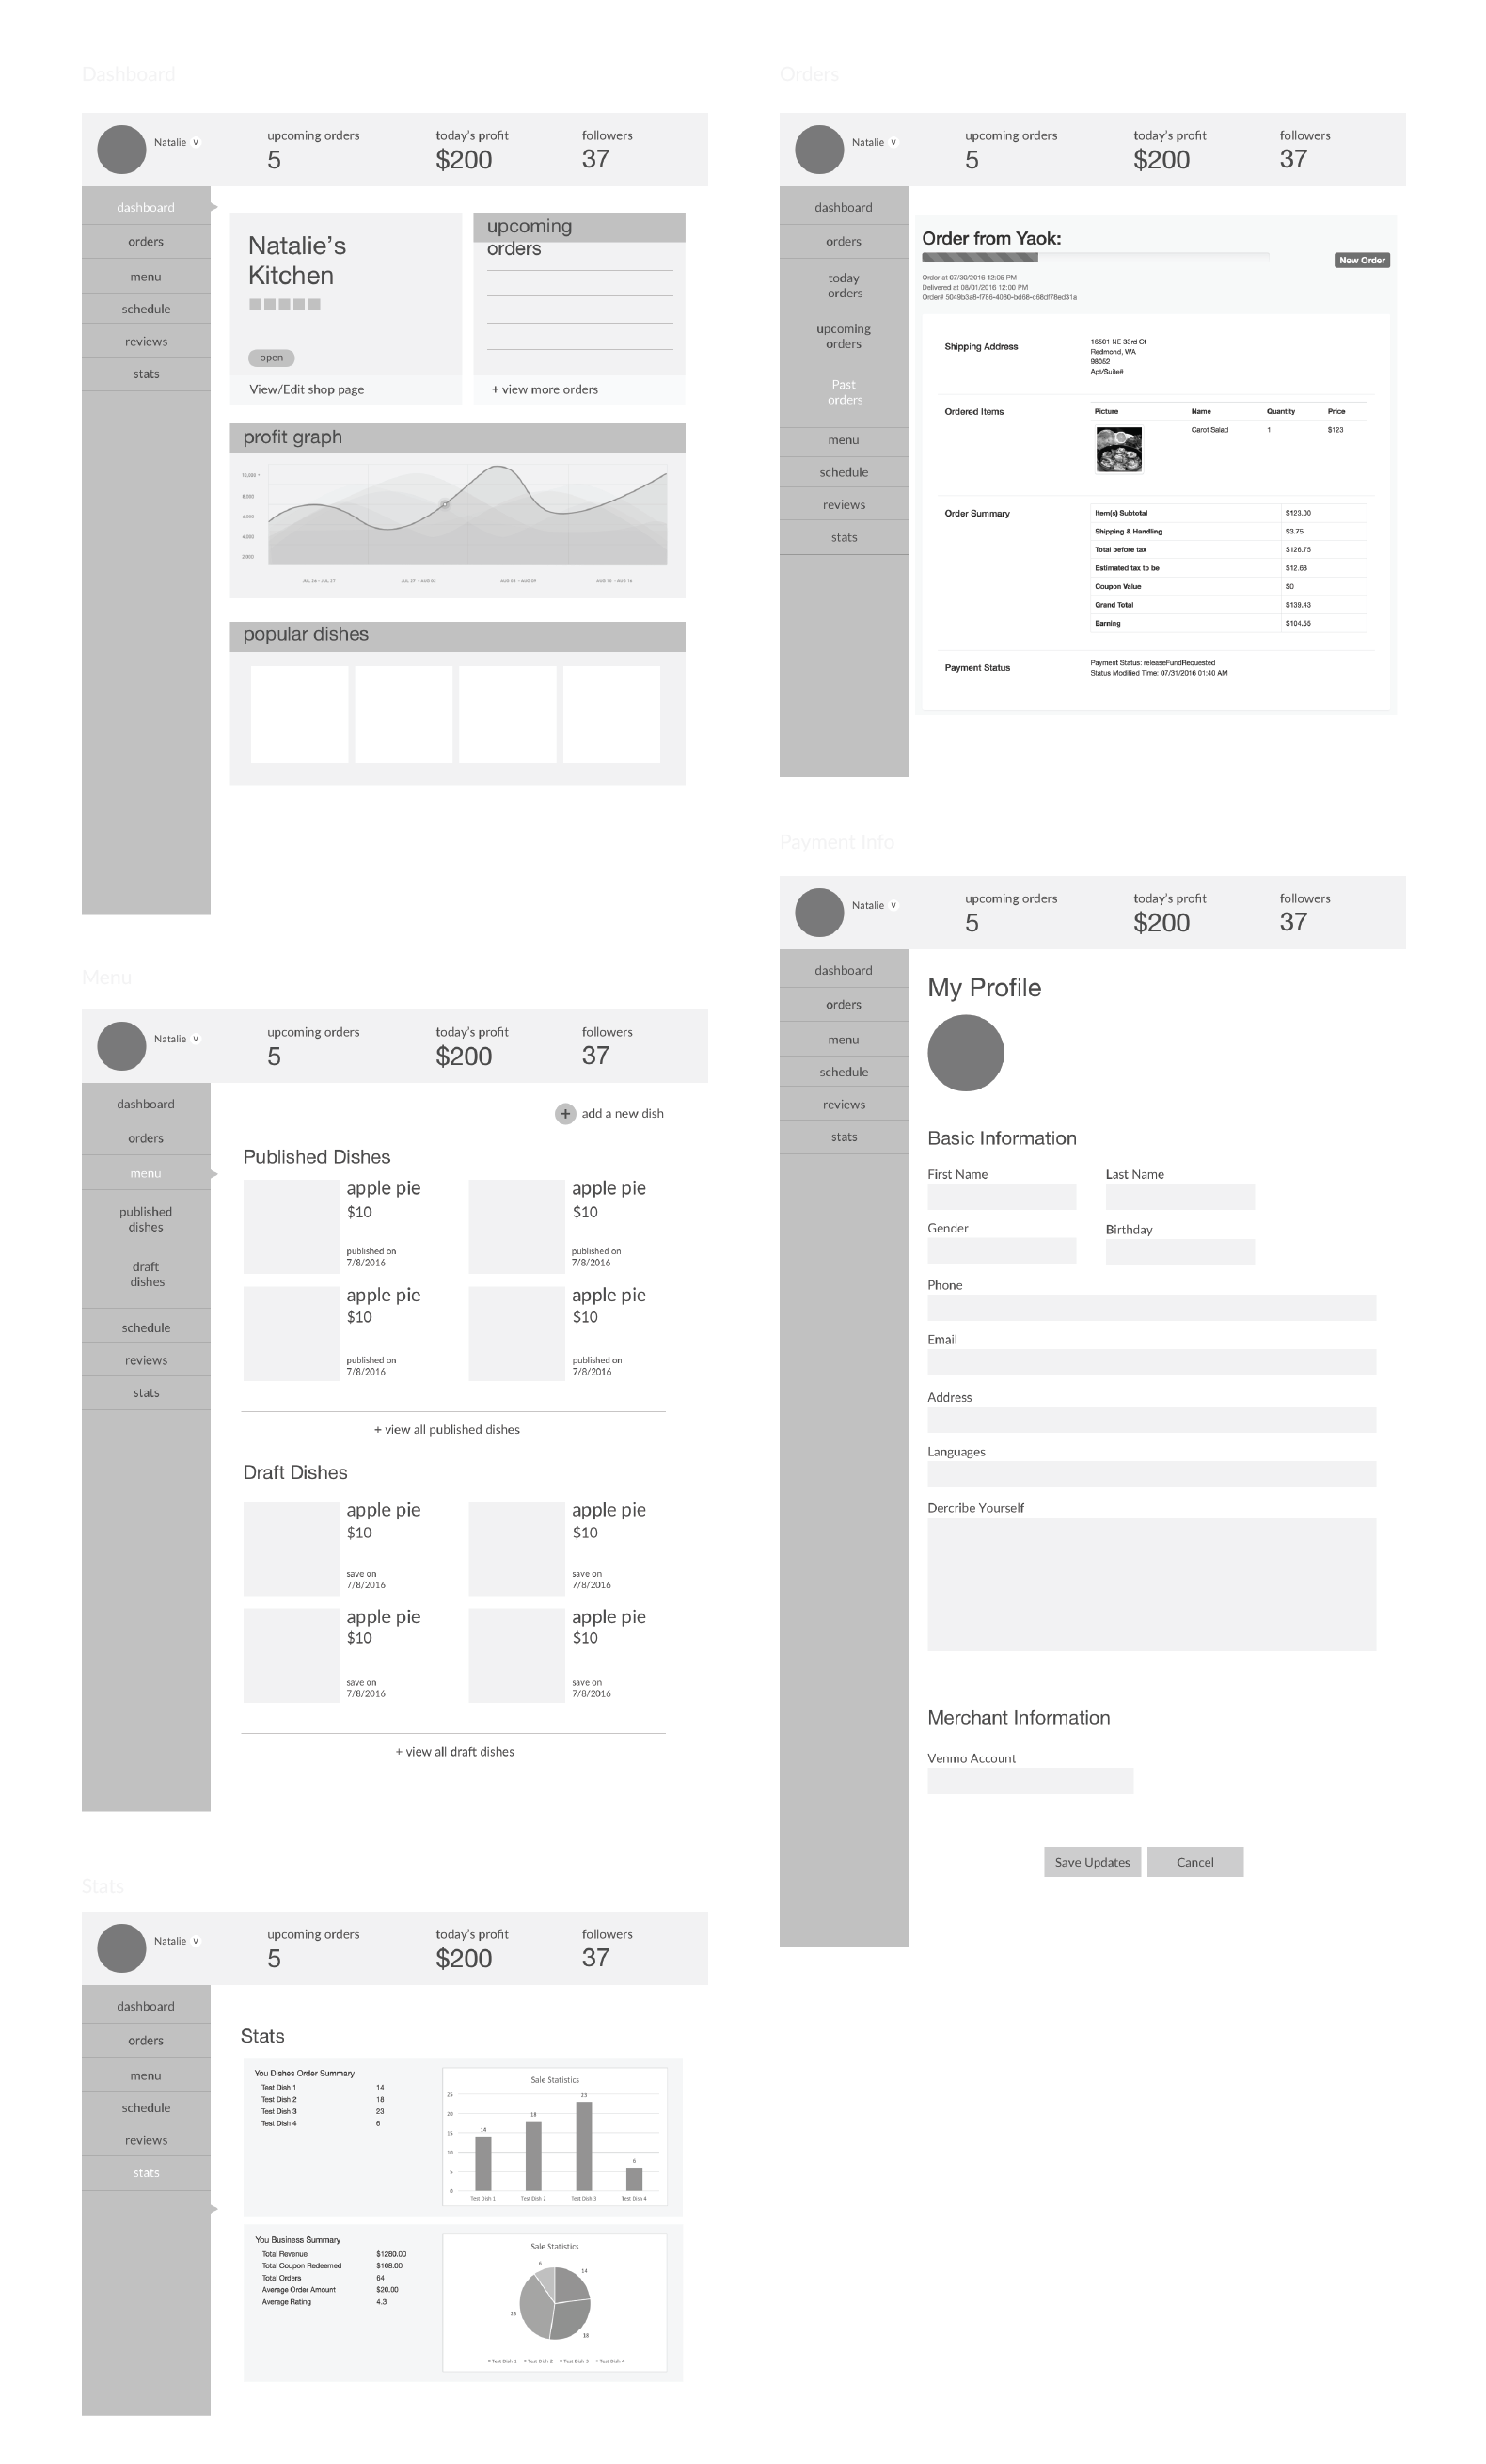 Dashboard
Natalie v
upcoming orders
5
today's profit
$200
followers
37
dashboard
orders
menu
schedule
reviews
stats
Natalie's
Kitchen
open
View/Edit shop page
upcoming
orders
+ view more orders
profit graph
10,000 +
8,000
6,000
4,000
2,000
JUL 27 - AUG 02
AUG 03 - AUG 09
AUG 10 - AUG 16
popular dishes
Orders
Natalie v
upcoming orders
5
today's profit
$200
followers
37
dashboard
orders
today
orders
upcoming
orders
Past
orders
menu
schedule
reviews
stats
Order from Yaok:
New Order
Order at 07/30/2016 12:05 PM
Delivered at 08/01/2016 12:00 PM
Order# 5049b3a8-f786-4080-bd68-c68df78ed31a
Shipping Address
16501 NE 33rd Ct
Redmond, WA
98052
Apt/Suite#
Ordered Items
Picture Name Quantity Price
Carot Salad 1 $123
Order Summary
Item(s) Subtotal $123.00
Shipping & Handling $3.75
Total before tax $126.75
Estimated tax to be $12.68
Coupon Value $0
Grand Total $139.43
Earning $104.55
Payment Status
Payment Status: releaseFundRequested
Status Modified Time: 07/31/2016 01:40 AM
Menu
Natalie v
upcoming orders
5
today's profit
$200
followers
37
dashboard
orders
menu
published
dishes
draft
dishes
schedule
reviews
stats
+ add a new dish
Published Dishes
apple pie
$10
published on
7/8/2016
apple pie
$10
published on
7/8/2016
apple pie
$10
published on
7/8/2016
apple pie
$10
published on
7/8/2016
+ view all published dishes
Draft Dishes
apple pie
$10
save on
7/8/2016
apple pie
$10
save on
7/8/2016
apple pie
$10
save on
7/8/2016
apple pie
$10
save on
7/8/2016
+ view all draft dishes
Payment Info
Natalie v
upcoming orders
5
today's profit
$200
followers
37
dashboard
orders
menu
schedule
reviews
stats
My Profile
Basic Information
First Name
Last Name
Gender
Birthday
Phone
Email
Address
Languages
Dercribe Yourself
Merchant Information
Venmo Account
Save Updates
Cancel
Stats
Natalie v
upcoming orders
5
today's profit
$200
followers
37
dashboard
orders
menu
schedule
reviews
stats
Stats
You Dishes Order Summary
Test Dish 1 14
Test Dish 2 18
Test Dish 3 23
Test Dish 4 6
Sale Statistics
25
20
15
10
5
0
14
18
23
6
Test Dish 1 Test Dish 2 Test Dish 3 Test Dish 4
You Business Summary
Total Revenue $1280.00
Total Coupon Redeemed $108.00
Total Orders 64
Average Order Amount $20.00
Average Rating 4.3
Sale Statistics
6
14
23
18
Test Dish 1 Test Dish 2 Test Dish 3 Test Dish 4